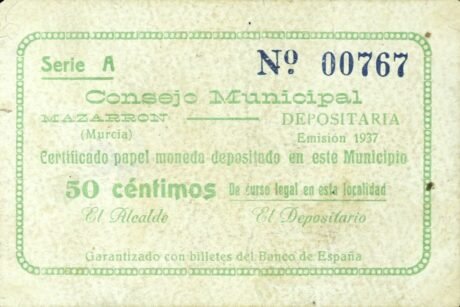 Serie A Nº 00767
Consejo Municipal
MAZARRON DEPOSITARIA
(Murcia) Emisión 1937
Certificado papel moneda depositado en este Municipio
50 céntimos De curso legal en esta localidad
El Alcalde El Depositario
Garantizado con billetes del Banco de España